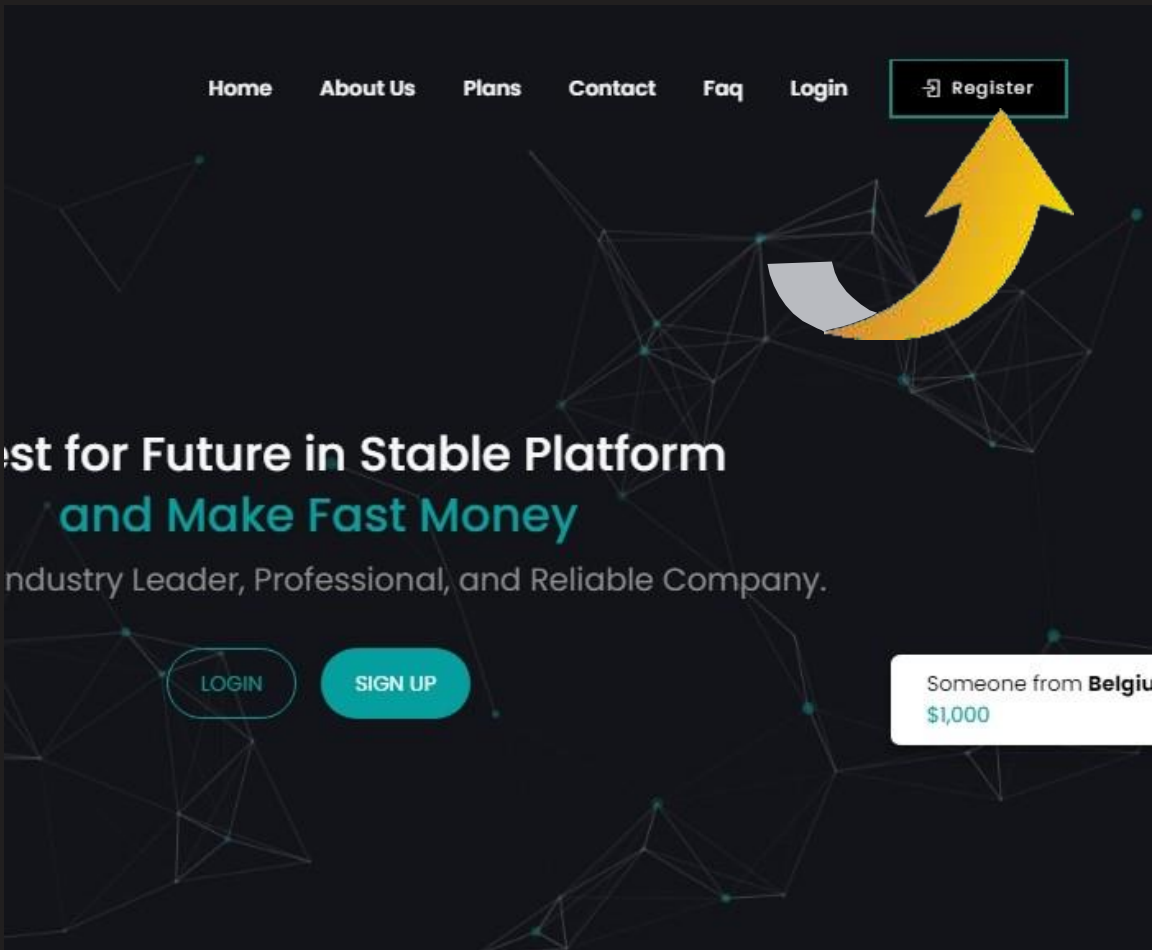 Home About Us Plans Contact Faq Login Register
est for Future in Stable Platform
and Make Fast Money
ndustry Leader, Professional, and Reliable Company.
LOGIN SIGN UP
Someone from Belgiu
$1,000